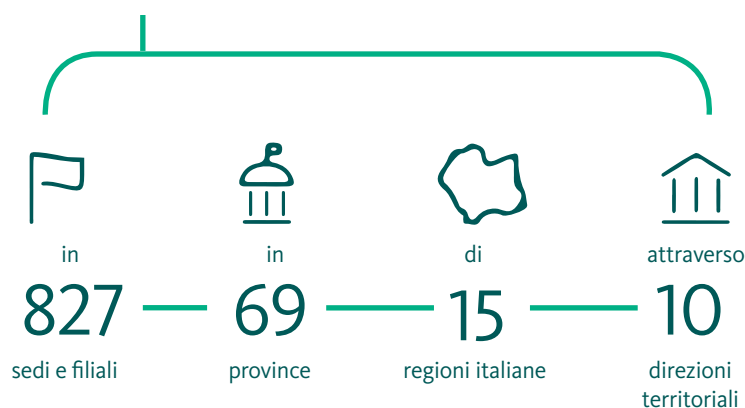 in
827
sedi e filiali
in
69
province
di
15
regioni italiane
attraverso
10
direzioni
territoriali